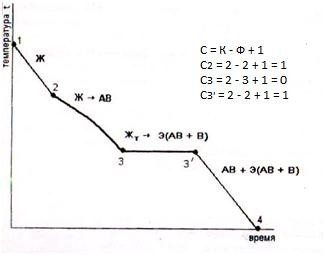 температура t
1
Ж
2
Ж → АВ
Жт → Э(АВ + В)
3
3'
АВ + Э(АВ + В)
4
время
С = К - Ф + 1
С2 = 2 - 2 + 1 = 1
С3 = 2 - 3 + 1 = 0
С3' = 2 - 2 + 1 = 1